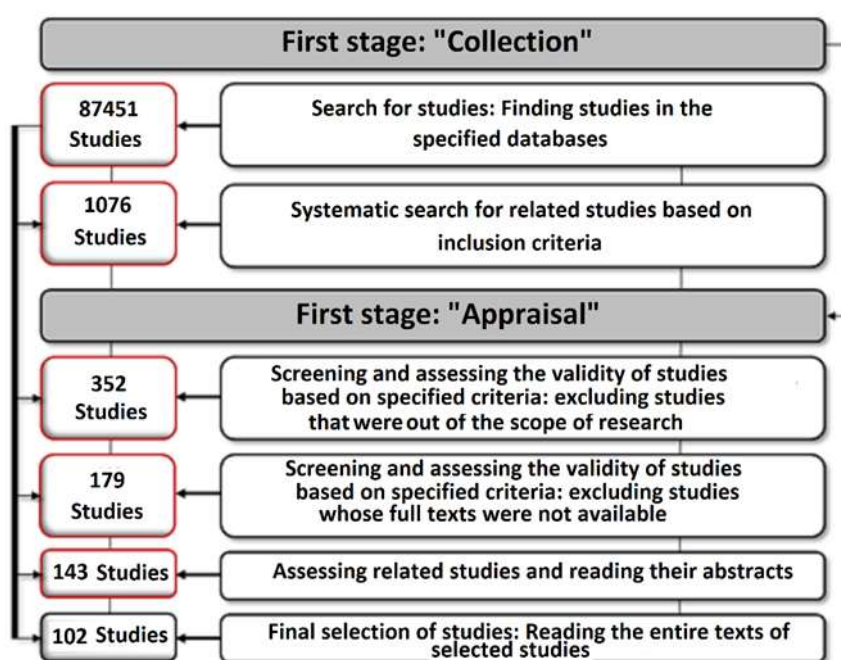 First stage: "Collection"
87451
Studies
Search for studies: Finding studies in the
specified databases
1076
Studies
Systematic search for related studies based on
inclusion criteria
First stage: "Appraisal"
352
Studies
Screening and assessing the validity of studies
based on specified criteria: excluding studies
that were out of the scope of research
179
Studies
Screening and assessing the validity of studies
based on specified criteria: excluding studies
whose full texts were not available
143 Studies
Assessing related studies and reading their abstracts
102 Studies
Final selection of studies: Reading the entire texts of
selected studies